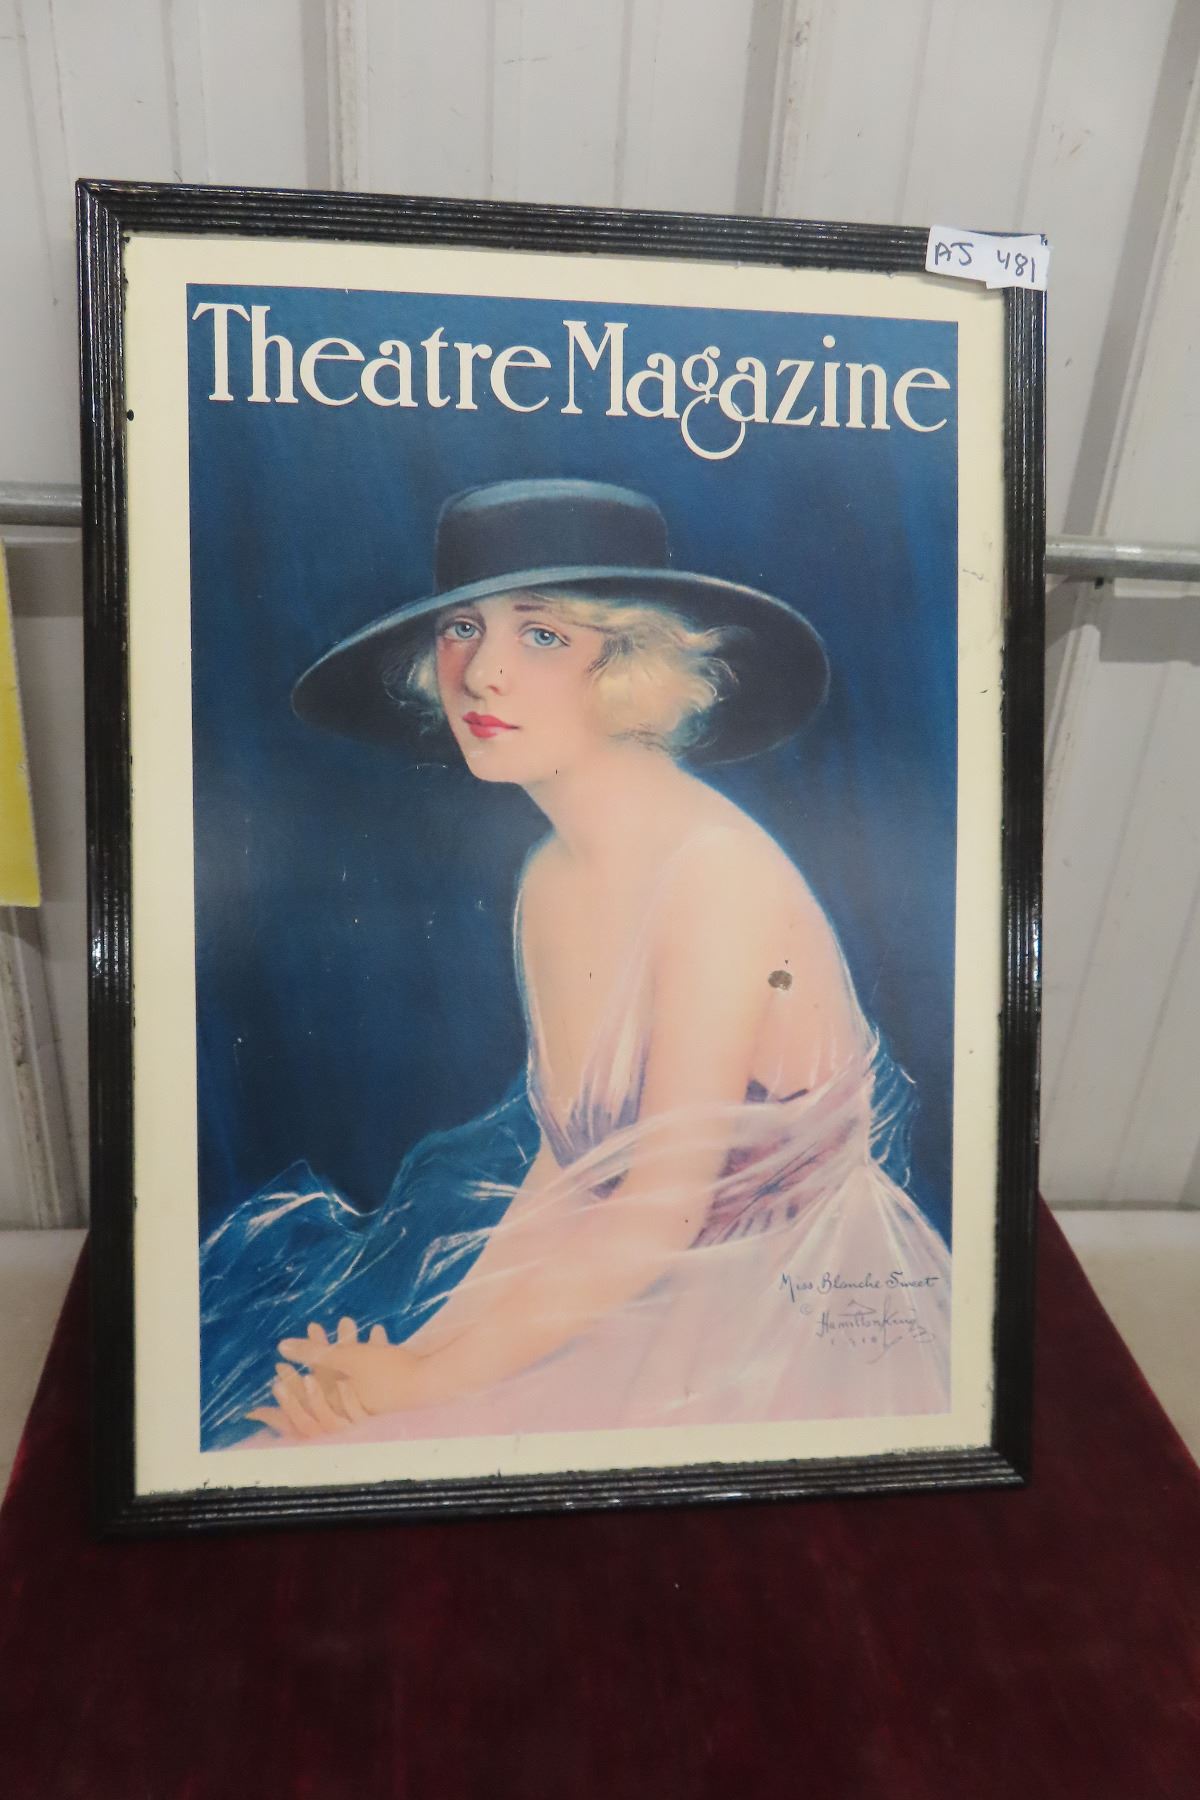 AJ 481
Theatre Magazine
Miss Blanche Sweet
© Hamilton King